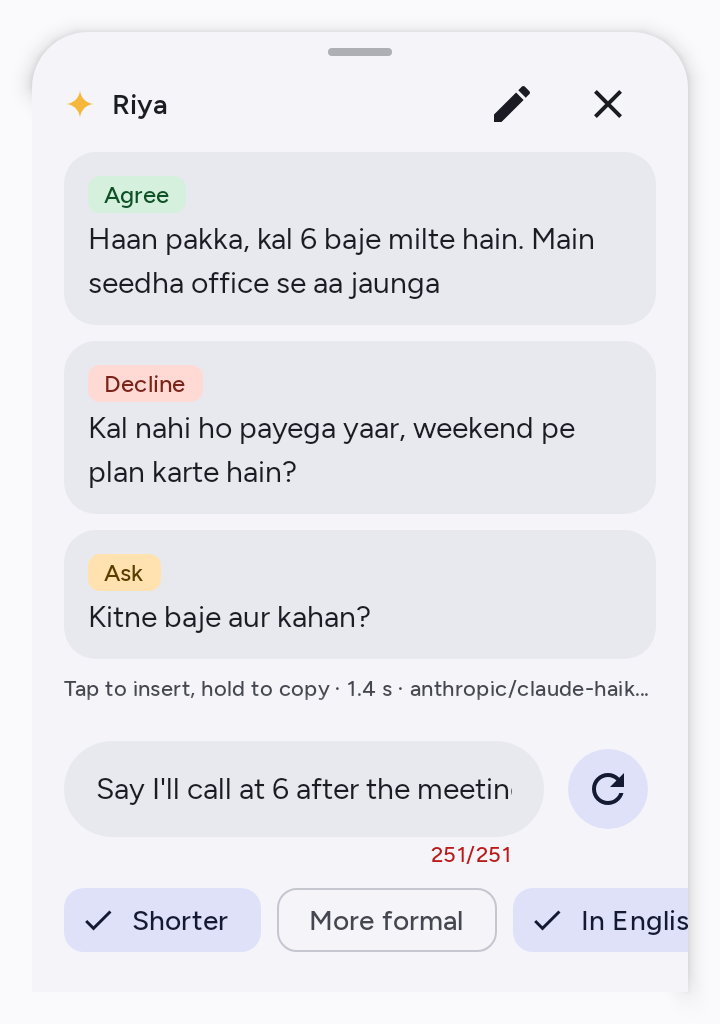 Riya
Agree
Haan pakka, kal 6 baje milte hain. Main
seedha office se aa jaunga
Decline
Kal nahi ho payega yaar, weekend pe
plan karte hain?
Ask
Kitne baje aur kahan?
Tap to insert, hold to copy · 1.4 s · anthropic/claude-haik…
Say I'll call at 6 after the meetin
251/251
Shorter
More formal
In Englis